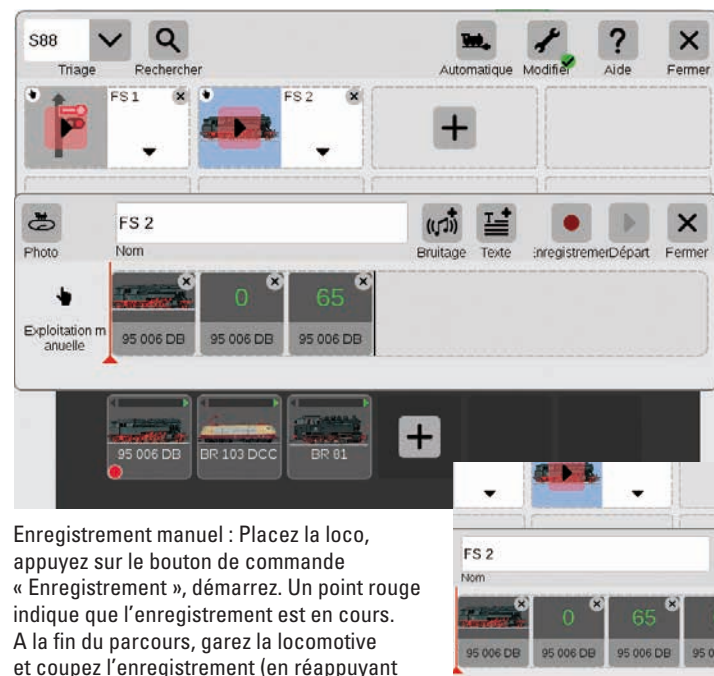 S88
Triage
Rechercher
Automatique
Modifier
Aide
Fermer
FS 1
FS 2
Photo
FS 2
Nom
Bruitage
Texte
nregistremer
Départ
Fermer
Exploitation m
anuelle
0
65
95 006 DB
95 006 DB
95 006 DB
95 006 DB
BR 103 DCC
BR 81
Enregistrement manuel : Placez la loco,
appuyez sur le bouton de commande
« Enregistrement », démarrez. Un point rouge
indique que l’enregistrement est en cours.
A la fin du parcours, garez la locomotive
et coupez l’enregistrement (en réappuyant
FS 2
Nom
0
65
95 006 DB
95 006 DB
95 006 DB
95 0